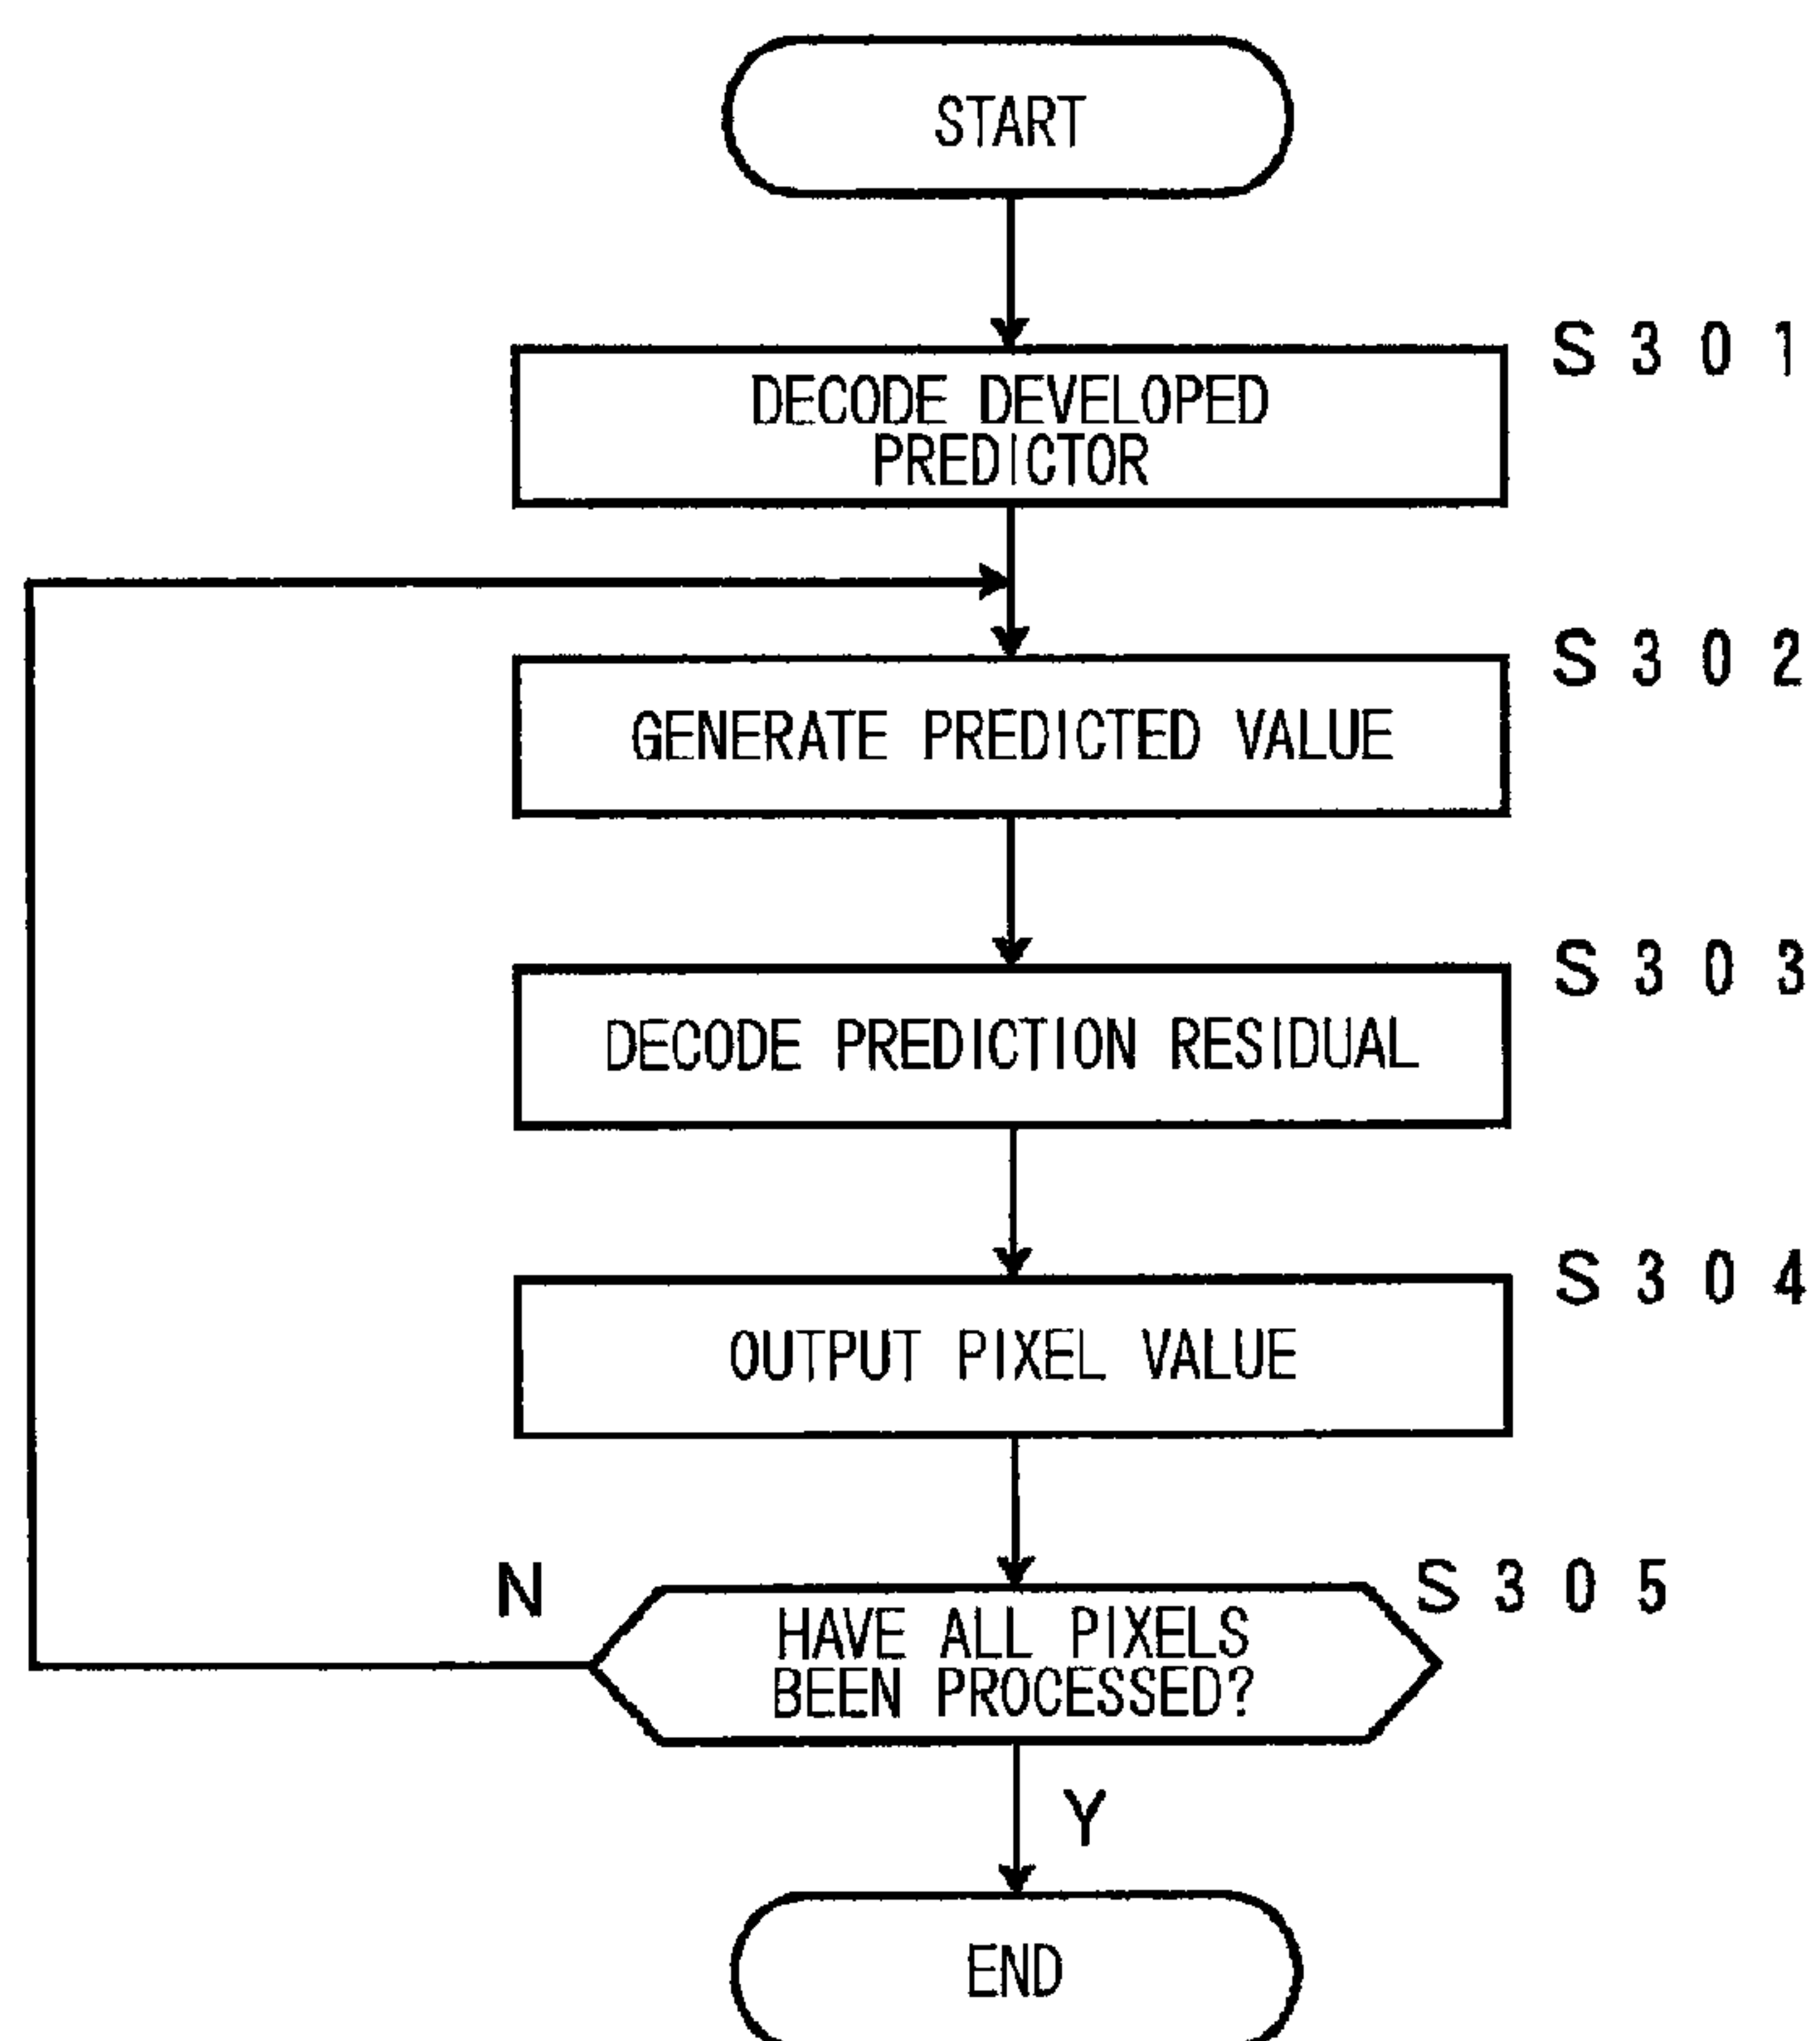 START
S301
DECODE DEVELOPED
PREDICTOR
S302
GENERATE PREDICTED VALUE
S303
DECODE PREDICTION RESIDUAL
S304
OUTPUT PIXEL VALUE
N
S305
HAVE ALL PIXELS
BEEN PROCESSED?
Y
END